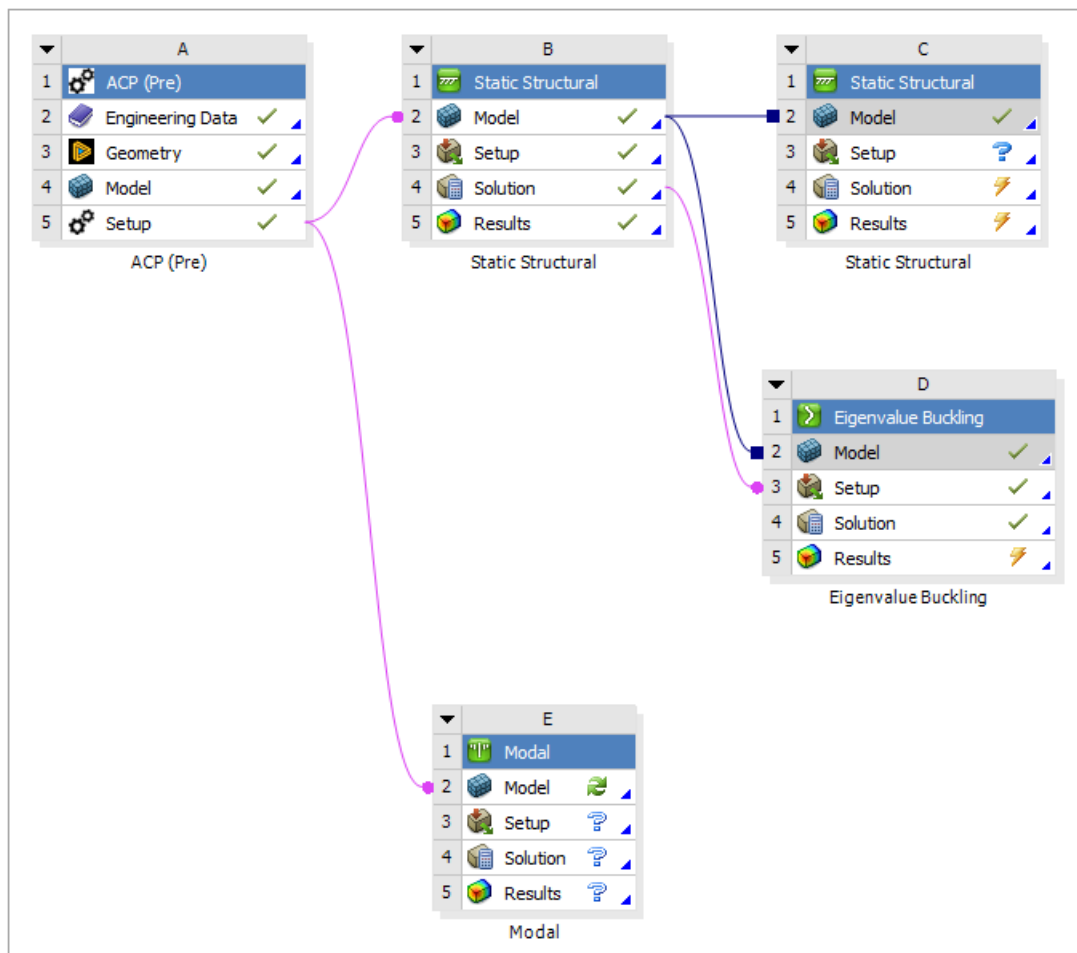 A
1 ACP (Pre)
2 Engineering Data
3 Geometry
4 Model
5 Setup
ACP (Pre)
B
1 Static Structural
2 Model
3 Setup
4 Solution
5 Results
Static Structural
C
1 Static Structural
2 Model
3 Setup
4 Solution
5 Results
Static Structural
D
1 Eigenvalue Buckling
2 Model
3 Setup
4 Solution
5 Results
Eigenvalue Buckling
E
1 Modal
2 Model
3 Setup
4 Solution
5 Results
Modal